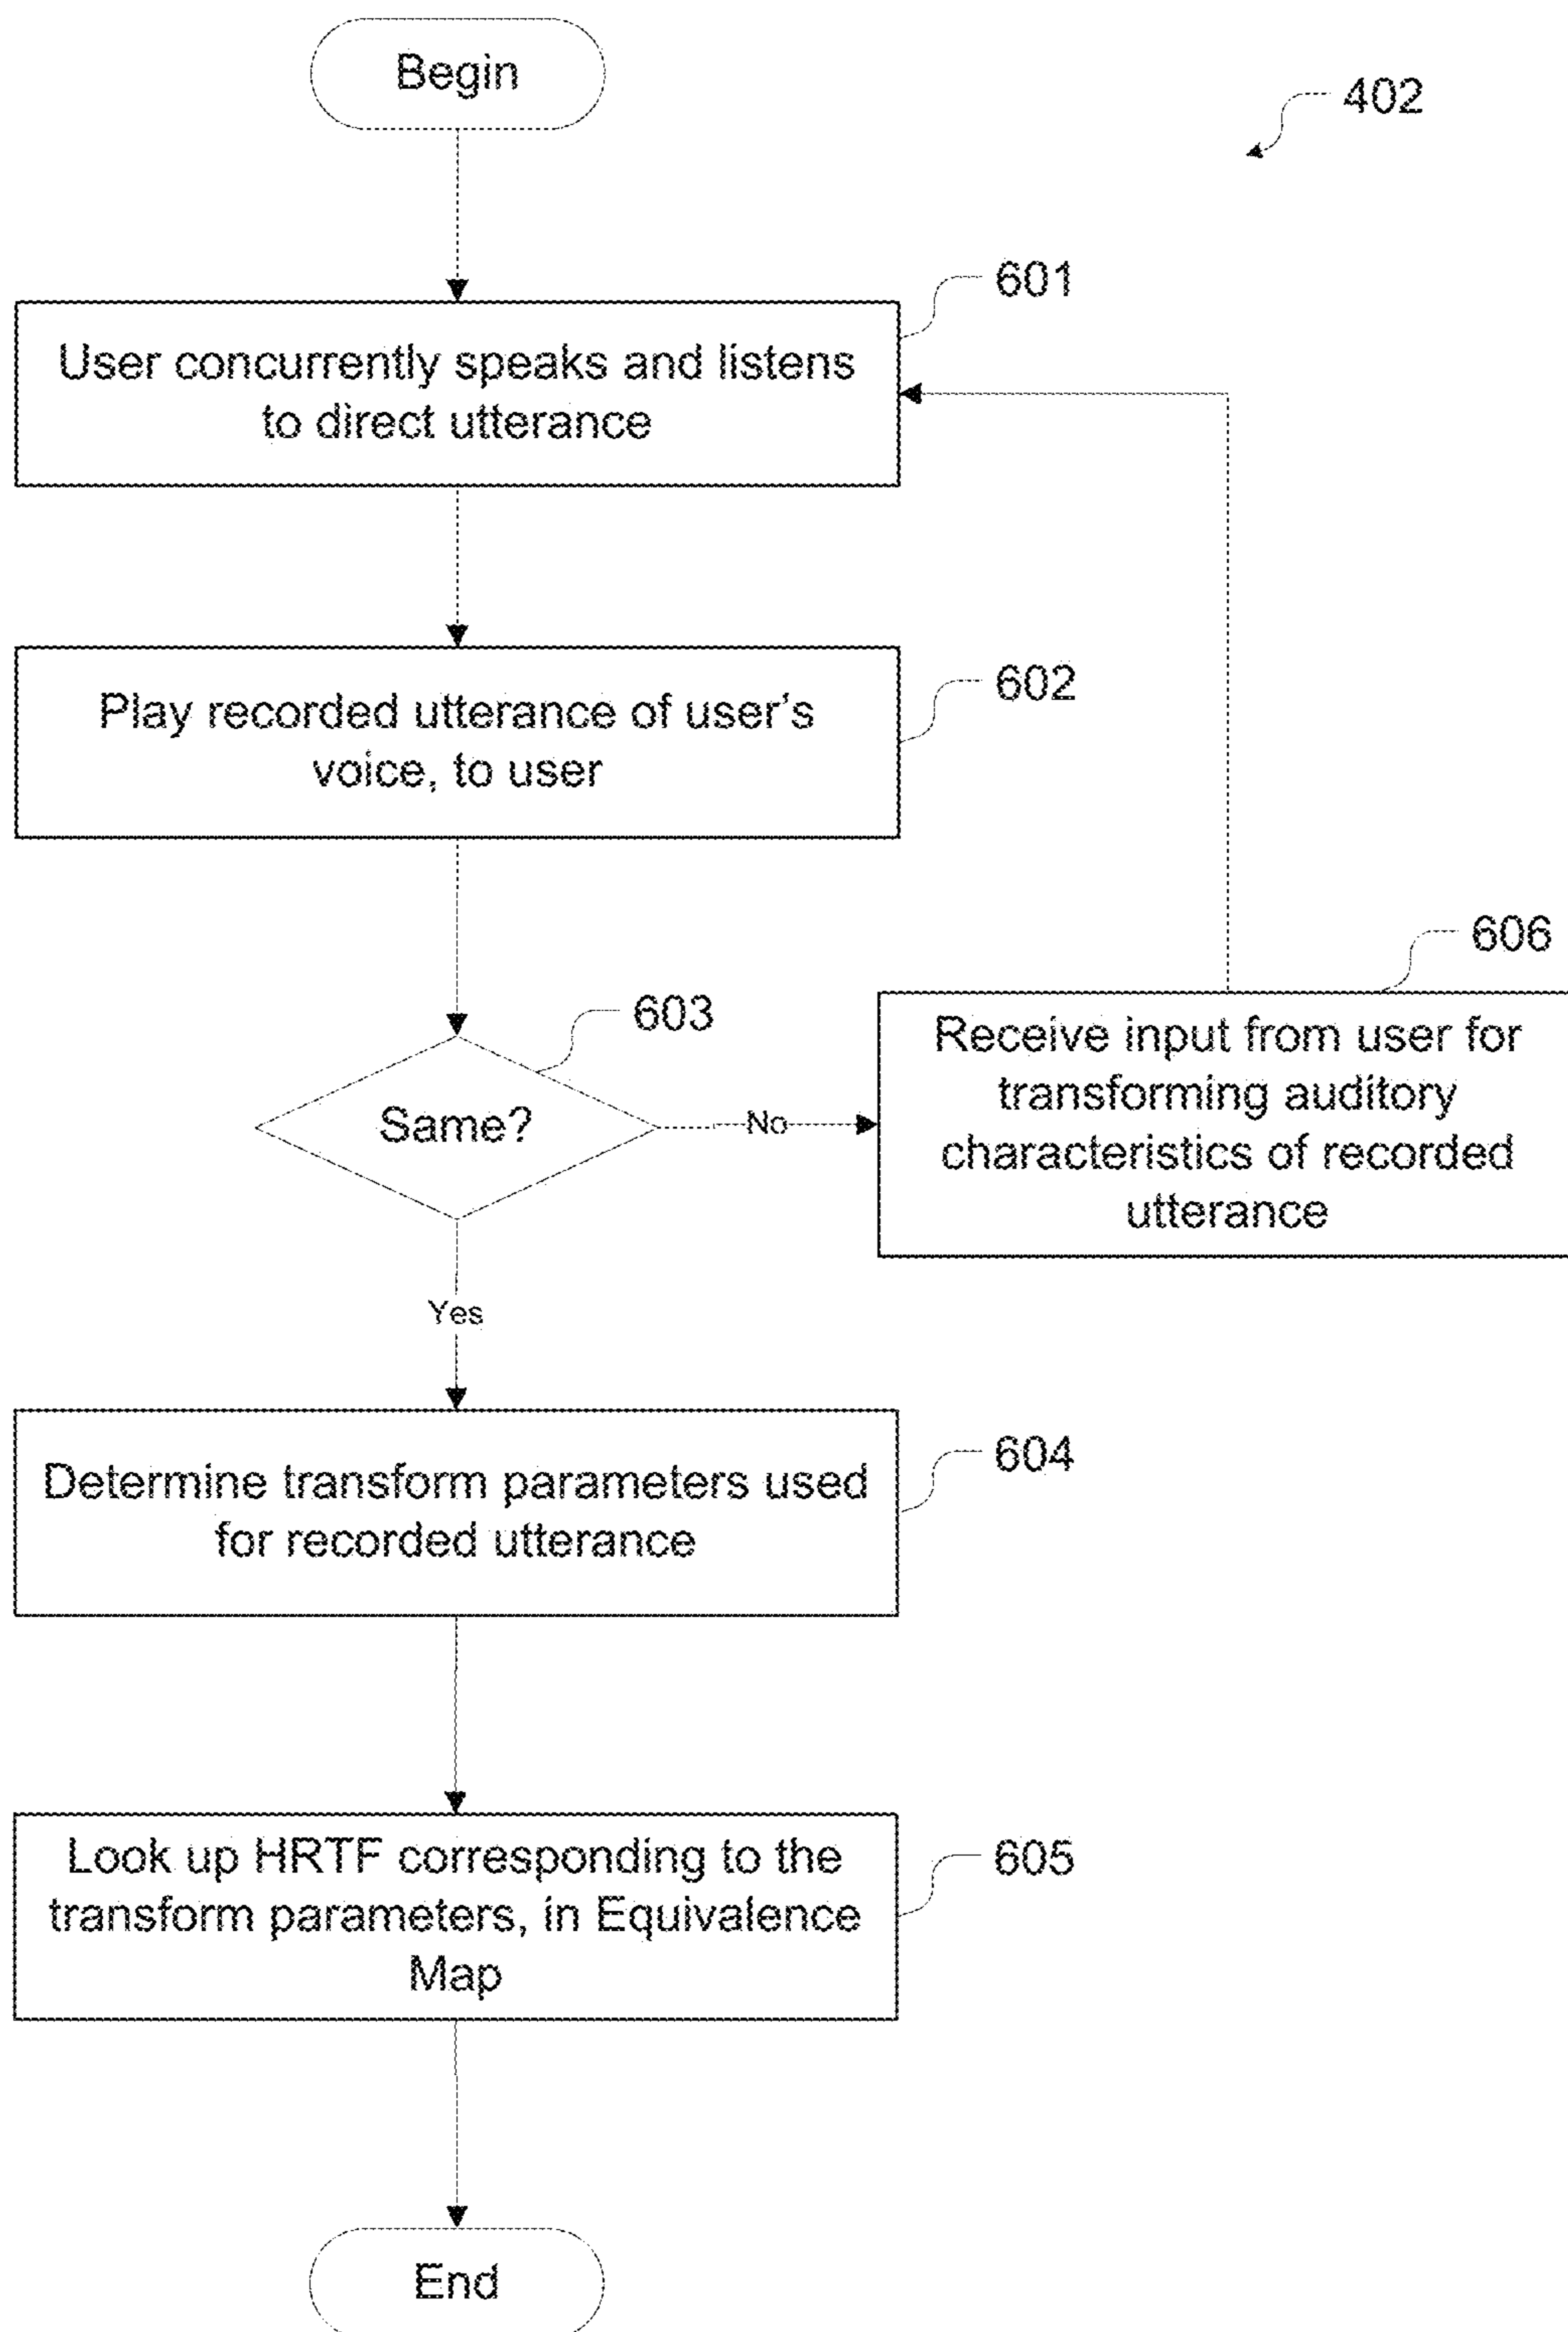 Begin
402
601
User concurrently speaks and listens
to direct utterance
602
Play recorded utterance of user's
voice, to user
606
603
Receive input from user for
transforming auditory
characteristics of recorded
utterance
Same?
No
Yes
604
Determine transform parameters used
for recorded utterance
605
Look up HRTF corresponding to the
transform parameters, in Equivalence
Map
End